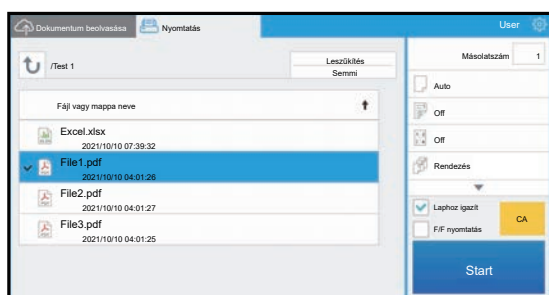 Dokumentum beolvasása
Nyomtatás
User
/Test 1
Leszűkítés
Semmi
Másolatszám 1
Fájl vagy mappa neve
Excel.xlsx
2021/10/10 07:39:32
File1.pdf
2021/10/10 04:01:26
File2.pdf
2021/10/10 04:01:27
File3.pdf
2021/10/10 04:01:25
Auto
Off
Off
Rendezés
Laphoz igazít
F/F nyomtatás
CA
Start